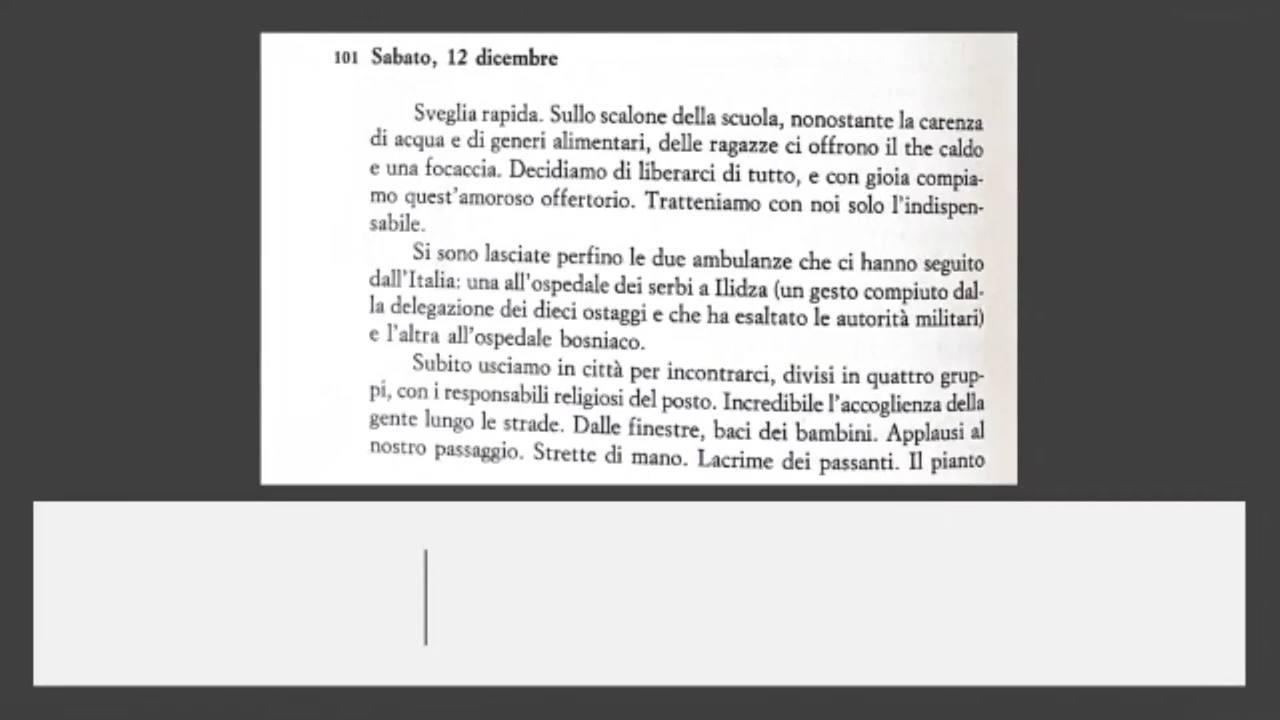 101 Sabato, 12 dicembre
Sveglia rapida. Sullo scalone della scuola, nonostante la carenza
di acqua e di generi alimentari, delle ragazze ci offrono il the caldo
e una focaccia. Decidiamo di liberarci di tutto, e con gioia compia-
mo quest'amoroso offertorio. Tratteniamo con noi solo l'indispen-
sabile.
Si sono lasciate perfino le due ambulanze che ci hanno seguito
dall'Italia: una all'ospedale dei serbi a Ilidza (un gesto compiuto dal-
la delegazione dei dieci ostaggi e che ha esaltato le autorità militari)
e l'altra all'ospedale bosniaco.
Subito usciamo in città per incontrarci, divisi in quattro grup-
pi, con i responsabili religiosi del posto. Incredibile l'accoglienza della
gente lungo le strade. Dalle finestre, baci dei bambini. Applausi al
nostro passaggio. Strette di mano. Lacrime dei passanti. Il pianto